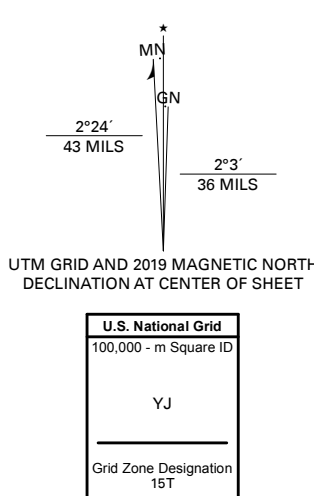 ★
MN
GN
2°24´
43 MILS
2°3´
36 MILS
UTM GRID AND 2019 MAGNETIC NORTH
DECLINATION AT CENTER OF SHEET
U.S. National Grid
100,000 - m Square ID
YJ
Grid Zone Designation
15T